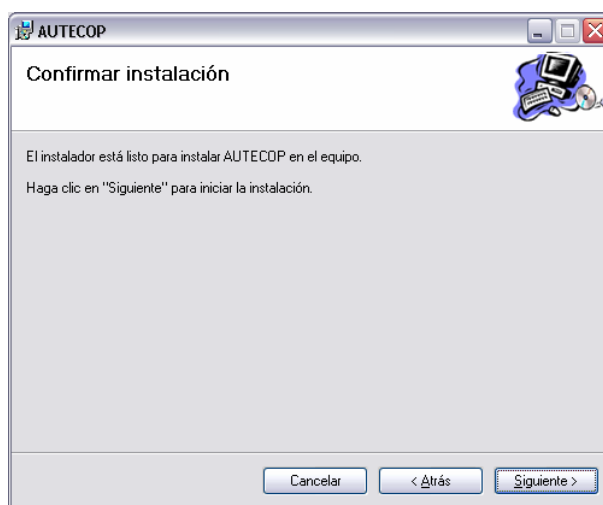 AUTECOP
Confirmar instalación
El instalador está listo para instalar AUTECOP en el equipo.
Haga clic en "Siguiente" para iniciar la instalación.
Cancelar
< Atrás
Siguiente >